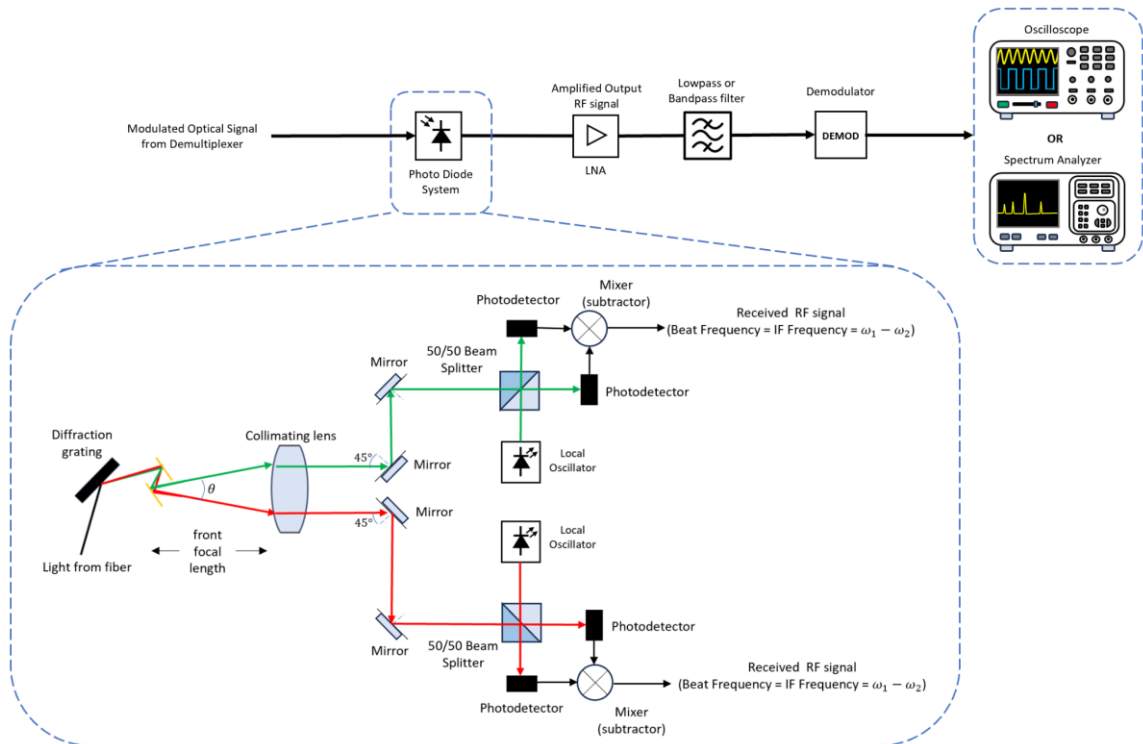 Oscilloscope
Amplified Output
RF signal
Lowpass or
Bandpass filter
Demodulator
Modulated Optical Signal
from Demultiplexer
DEMOD
OR
Photo Diode
System
LNA
Spectrum Analyzer
Mixer
(subtractor)
Photodetector
Received RF signal
(Beat Frequency = IF Frequency = ω₁ − ω₂)
50/50 Beam
Splitter
Mirror
Photodetector
Diffraction
grating
Collimating lens
45°
Mirror
Local
Oscillator
θ
Mirror
45°
Local
Oscillator
front
focal
length
Light from fiber
Photodetector
Mirror
50/50 Beam
Splitter
Received RF signal
(Beat Frequency = IF Frequency = ω₁ − ω₂)
Photodetector
Mixer
(subtractor)